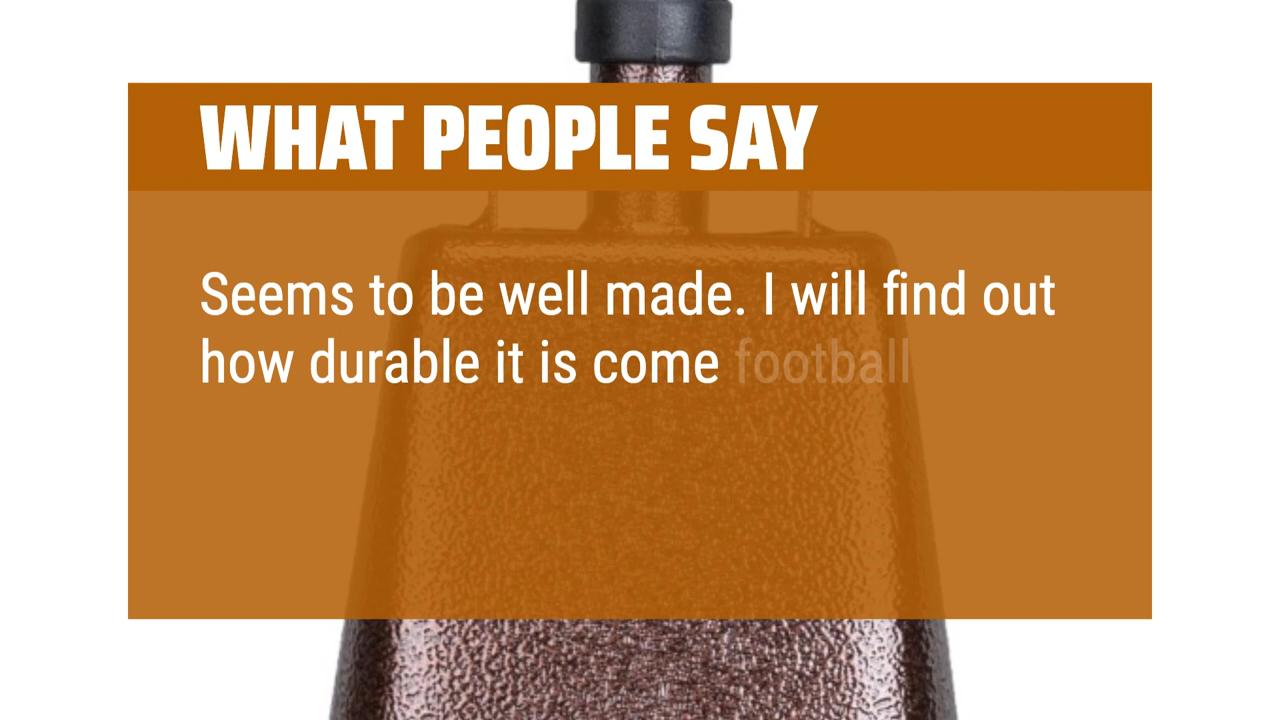 WHAT PEOPLE SAY
Seems to be well made. I will find out
how durable it is come football